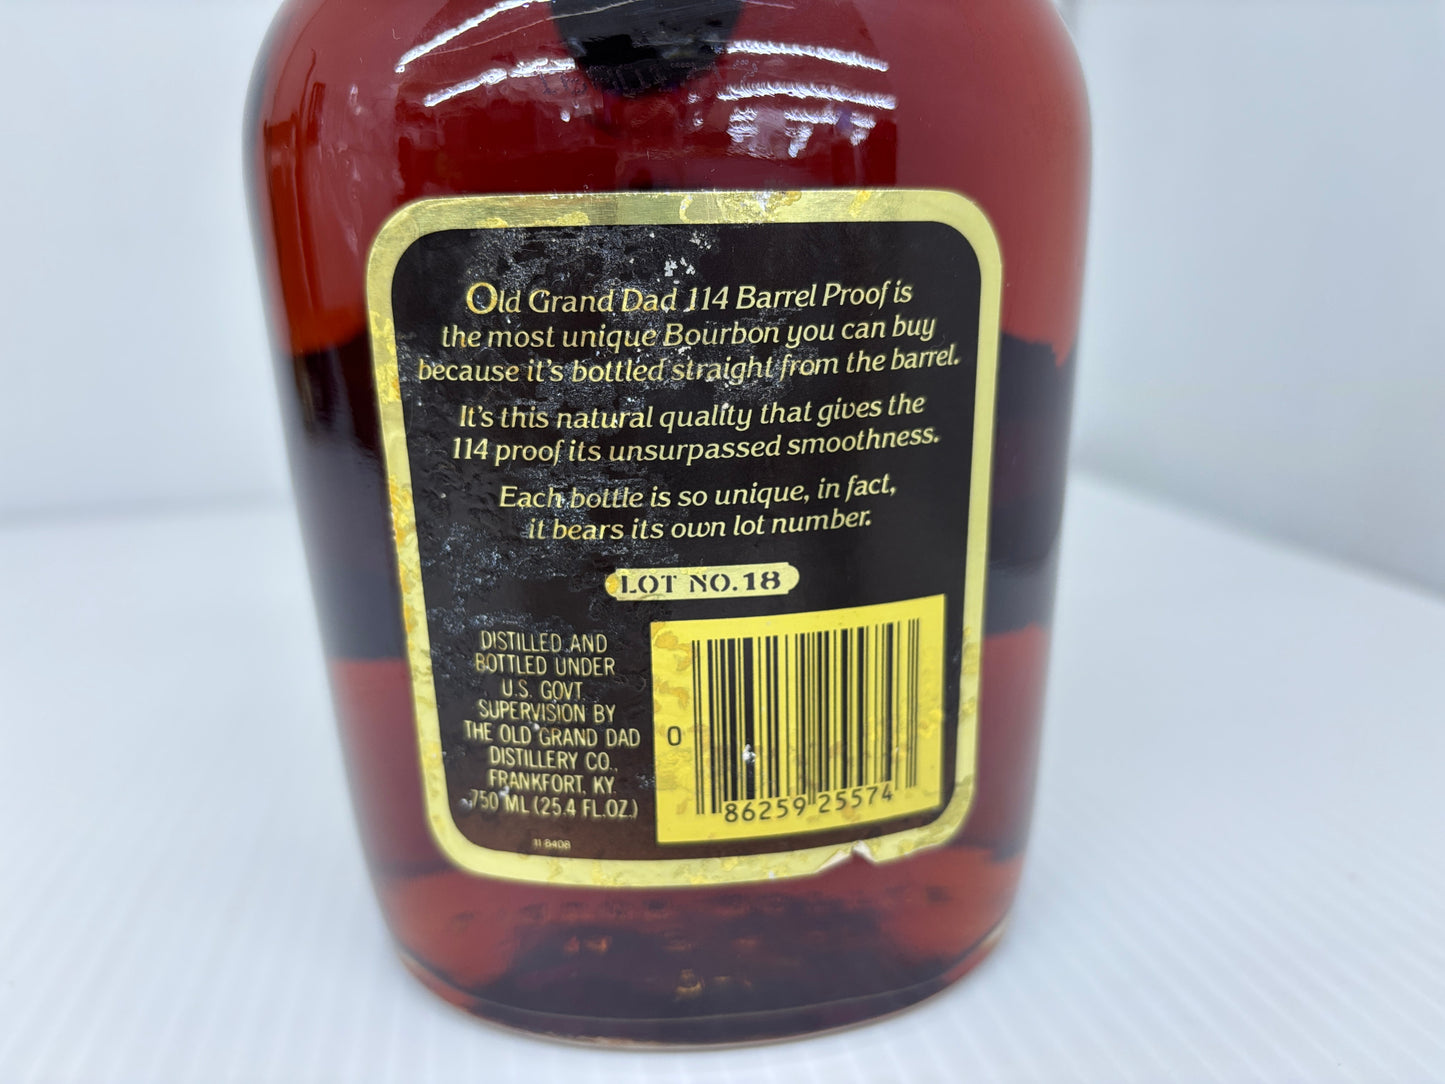 Old Grand Dad 114 Barrel Proof is
the most unique Bourbon you can buy
because it's bottled straight from the barrel.
It's this natural quality that gives the
114 proof its unsurpassed smoothness.
Each bottle is so unique, in fact,
it bears its own lot number.
LOT NO. 18
DISTILLED AND
BOTTLED UNDER
U.S. GOVT.
SUPERVISION BY
THE OLD GRAND DAD
DISTILLERY CO.,
FRANKFORT, KY.
750 ML (25.4 FL.OZ.)
11 8408
0 86259 25574